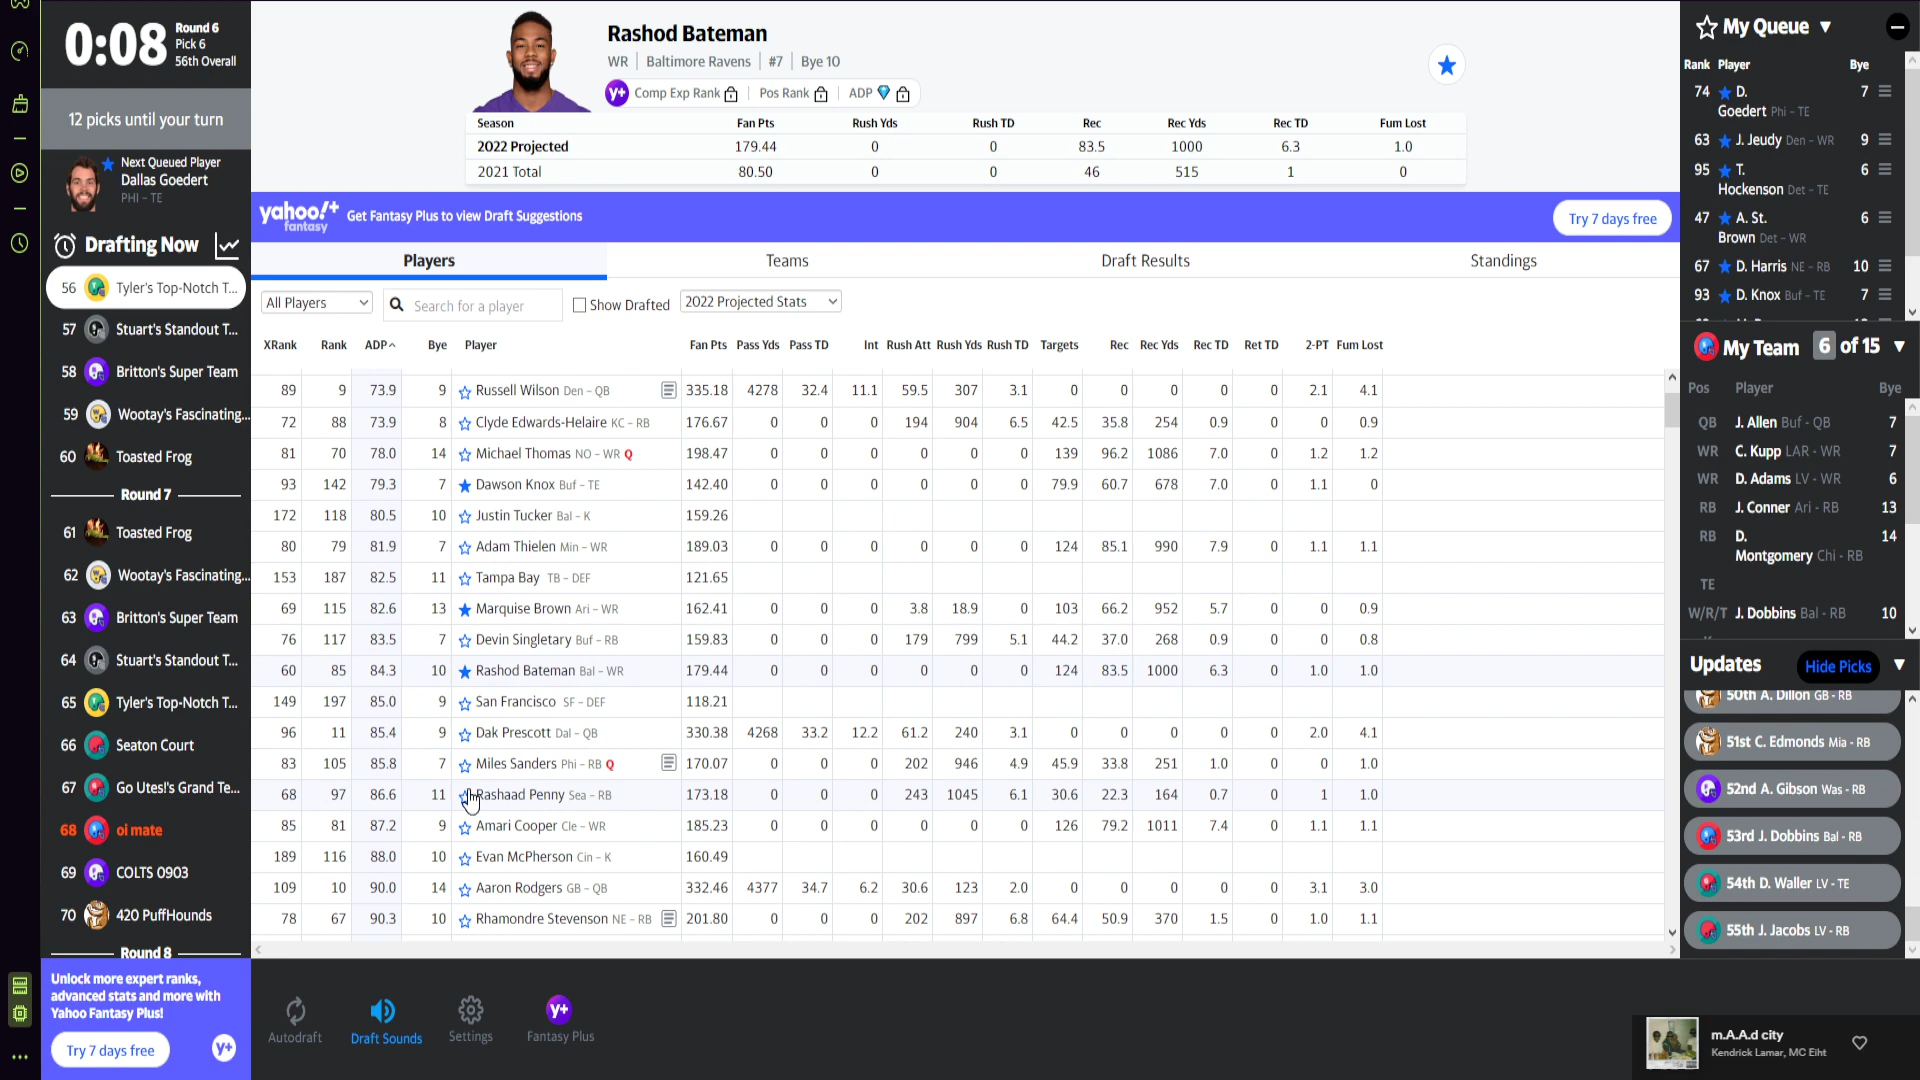 0:08
Round 6
Pick 6
56th Overall
12 picks until your turn
Next Queued Player
Dallas Goedert
PHI - TE
Drafting Now
56 Tyler's Top-Notch T...
57 Stuart's Standout T...
58 Britton's Super Team
59 Wootay's Fascinating...
60 Toasted Frog
Round 7
61 Toasted Frog
62 Wootay's Fascinating...
63 Britton's Super Team
64 Stuart's Standout T...
65 Tyler's Top-Notch T...
66 Seaton Court
67 Go Utes!'s Grand Te...
68 oi mate
69 COLTS 0903
70 420 PuffHounds
Round 8
Unlock more expert ranks,
advanced stats and more with
Yahoo Fantasy Plus!
Try 7 days free
y+
Rashod Bateman
WR Baltimore Ravens #7 Bye 10
y+ Comp Exp Rank Pos Rank ADP
Season Fan Pts Rush Yds Rush TD Rec Rec Yds Rec TD Fum Lost
2022 Projected 179.44 0 0 83.5 1000 6.3 1.0
2021 Total 80.50 0 0 46 515 1 0
yahoo!+ fantasy Get Fantasy Plus to view Draft Suggestions Try 7 days free
Players Teams Draft Results Standings
All Players Search for a player Show Drafted 2022 Projected Stats
XRank Rank ADP Bye Player Fan Pts Pass Yds Pass TD Int Rush Att Rush Yds Rush TD Targets Rec Rec Yds Rec TD Ret TD 2-PT Fum Lost
89 9 73.9 9 Russell Wilson Den - QB 335.18 4278 32.4 11.1 59.5 307 3.1 0 0 0 0 0 2.1 4.1
72 88 73.9 8 Clyde Edwards-Helaire KC - RB 176.67 0 0 0 194 904 6.5 42.5 35.8 254 0.9 0 0 0.9
81 70 78.0 14 Michael Thomas NO - WR Q 198.47 0 0 0 0 0 0 139 96.2 1086 7.0 0 1.2 1.2
93 142 79.3 7 Dawson Knox Buf - TE 142.40 0 0 0 0 0 0 79.9 60.7 678 7.0 0 1.1 0
172 118 80.5 10 Justin Tucker Bal - K 159.26
80 79 81.9 7 Adam Thielen Min - WR 189.03 0 0 0 0 0 0 124 85.1 990 7.9 0 1.1 1.1
153 187 82.5 11 Tampa Bay TB - DEF 121.65
69 115 82.6 13 Marquise Brown Ari - WR 162.41 0 0 0 3.8 18.9 0 103 66.2 952 5.7 0 0 0.9
76 117 83.5 7 Devin Singletary Buf - RB 159.83 0 0 0 179 799 5.1 44.2 37.0 268 0.9 0 0 0.8
60 85 84.3 10 Rashod Bateman Bal - WR 179.44 0 0 0 0 0 0 124 83.5 1000 6.3 0 1.0 1.0
149 197 85.0 9 San Francisco SF - DEF 118.21
96 11 85.4 9 Dak Prescott Dal - QB 330.38 4268 33.2 12.2 61.2 240 3.1 0 0 0 0 0 2.0 4.1
83 105 85.8 7 Miles Sanders Phi - RB Q 170.07 0 0 0 202 946 4.9 45.9 33.8 251 1.0 0 0 1.0
68 97 86.6 11 Rashaad Penny Sea - RB 173.18 0 0 0 243 1045 6.1 30.6 22.3 164 0.7 0 1 1.0
85 81 87.2 9 Amari Cooper Cle - WR 185.23 0 0 0 0 0 0 126 79.2 1011 7.4 0 1.1 1.1
189 116 88.0 10 Evan McPherson Cin - K 160.49
109 10 90.0 14 Aaron Rodgers GB - QB 332.46 4377 34.7 6.2 30.6 123 2.0 0 0 0 0 0 3.1 3.0
78 67 90.3 10 Rhamondre Stevenson NE - RB 201.80 0 0 0 202 897 6.8 64.4 50.9 370 1.5 0 1.0 1.1
Autodraft Draft Sounds Settings Fantasy Plus
My Queue
Rank Player Bye
74 D. Goedert Phi - TE 7
63 J. Jeudy Den - WR 9
95 T. Hockenson Det - TE 6
47 A. St. Brown Det - WR 6
67 D. Harris NE - RB 10
93 D. Knox Buf - TE 7
My Team 6 of 15
Pos Player Bye
QB J. Allen Buf - QB 7
WR C. Kupp LAR - WR 7
WR D. Adams LV - WR 6
RB J. Conner Ari - RB 13
RB D. Montgomery Chi - RB 14
TE
W/R/T J. Dobbins Bal - RB 10
Updates Hide Picks
50th A. Dillon GB - RB
51st C. Edmonds Mia - RB
52nd A. Gibson Was - RB
53rd J. Dobbins Bal - RB
54th D. Waller LV - TE
55th J. Jacobs LV - RB
m.A.A.d city
Kendrick Lamar, MC Eiht